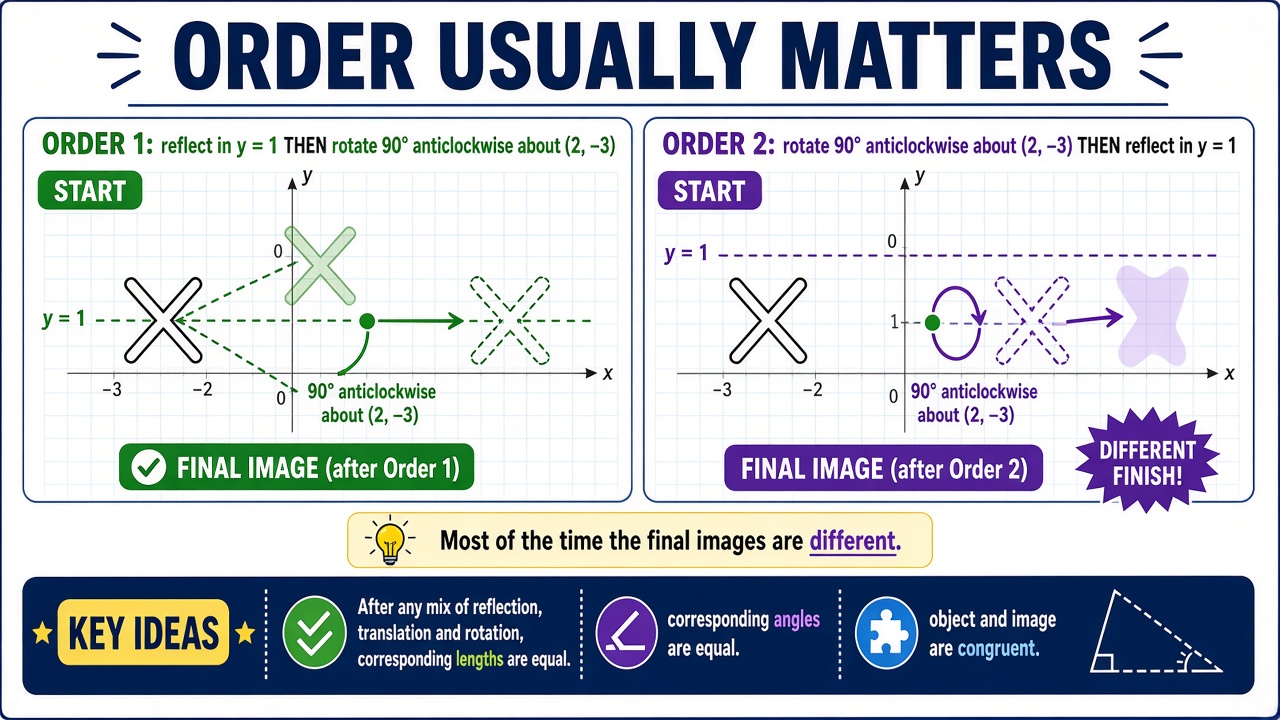 ORDER USUALLY MATTERS
ORDER 1: reflect in y = 1 THEN rotate 90° anticlockwise about (2, −3)
START
y
0
y = 1
−3
−2
0
x
90° anticlockwise
about (2, −3)
FINAL IMAGE (after Order 1)
ORDER 2: rotate 90° anticlockwise about (2, −3) THEN reflect in y = 1
START
y
0
y = 1
1
−3
−2
0
x
90° anticlockwise
about (2, −3)
FINAL IMAGE (after Order 2)
DIFFERENT
FINISH!
Most of the time the final images are different.
KEY IDEAS
After any mix of reflection,
translation and rotation,
corresponding lengths are equal.
corresponding angles
are equal.
object and image
are congruent.